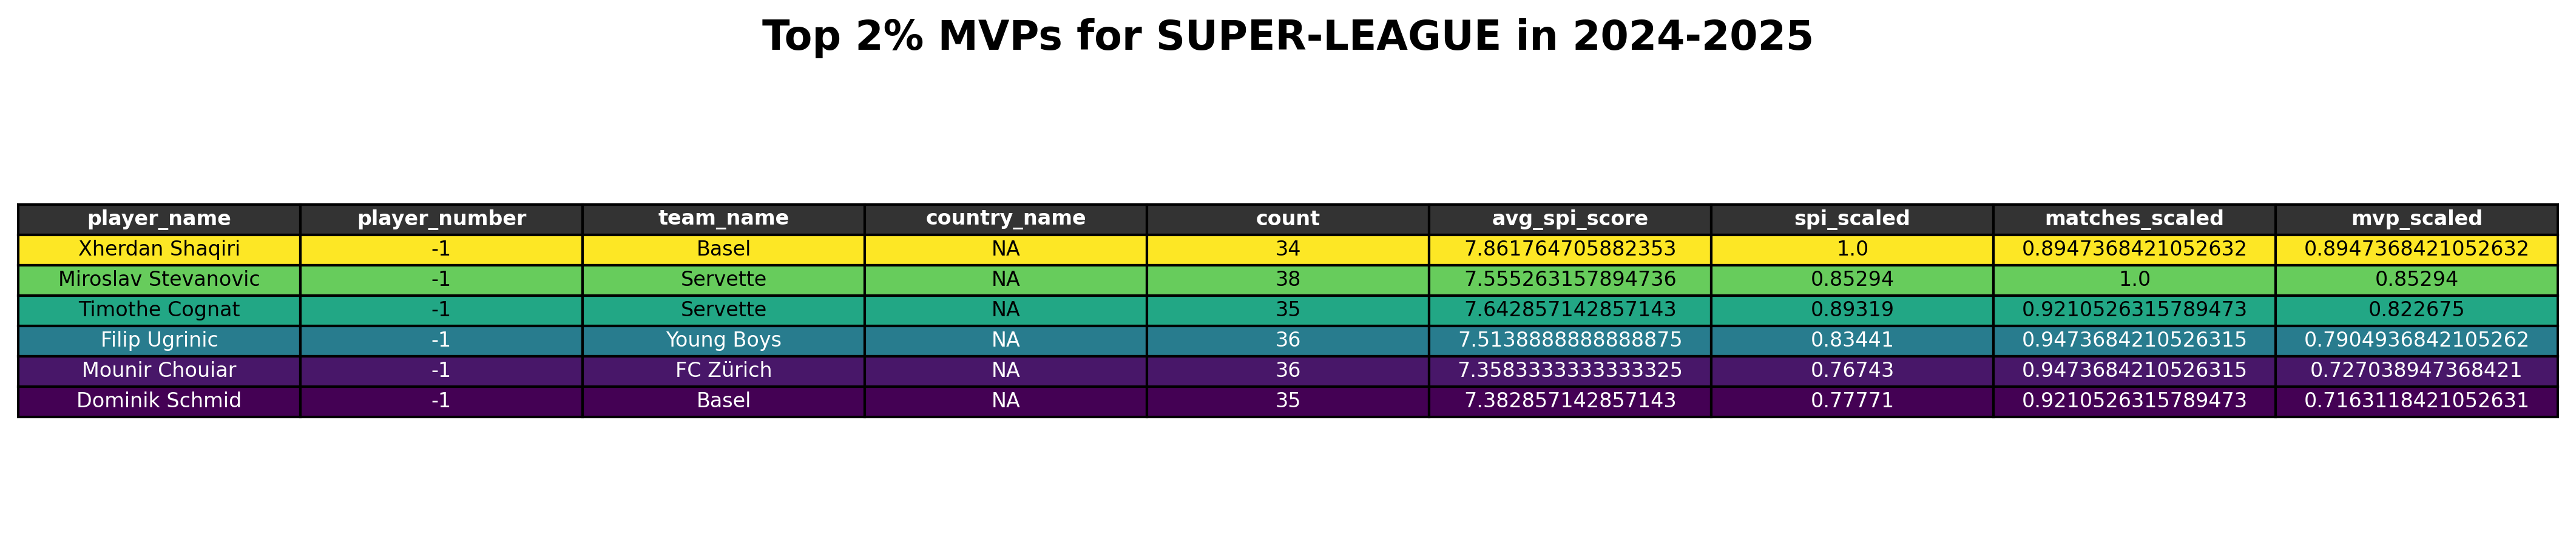 Top 2% MVPs for SUPER-LEAGUE in 2024-2025
player_name player_number team_name country_name count avg_spi_score spi_scaled matches_scaled mvp_scaled
Xherdan Shaqiri -1 Basel NA 34 7.861764705882353 1.0 0.8947368421052632 0.8947368421052632
Miroslav Stevanovic -1 Servette NA 38 7.555263157894736 0.85294 1.0 0.85294
Timothe Cognat -1 Servette NA 35 7.642857142857143 0.89319 0.9210526315789473 0.822675
Filip Ugrinic -1 Young Boys NA 36 7.5138888888888875 0.83441 0.9473684210526315 0.7904936842105262
Mounir Chouiar -1 FC Zürich NA 36 7.3583333333333325 0.76743 0.9473684210526315 0.727038947368421
Dominik Schmid -1 Basel NA 35 7.382857142857143 0.77771 0.9210526315789473 0.7163118421052631